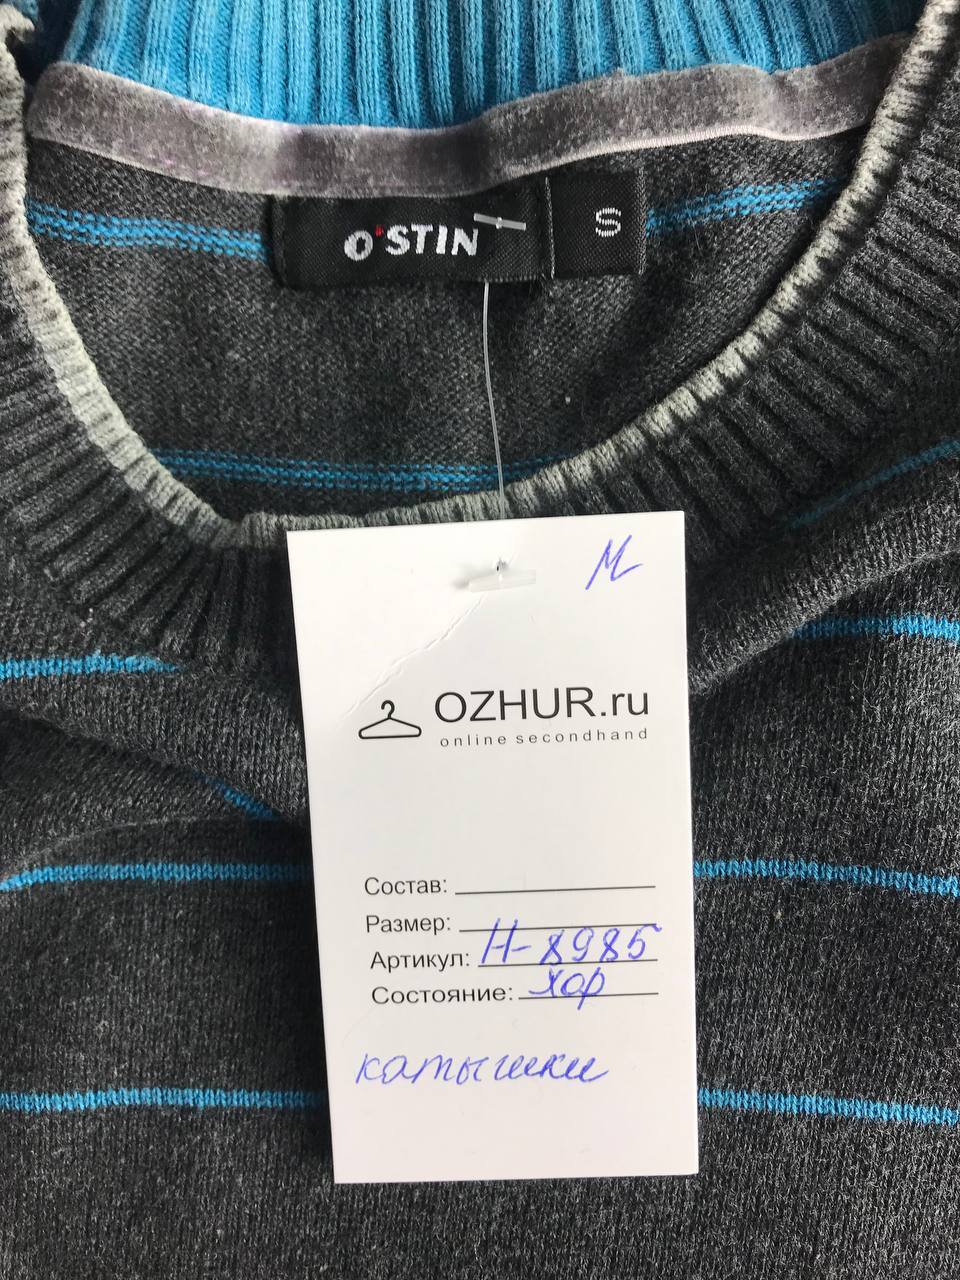 O'STIN S
М
OZHUR.ru
online secondhand
Состав:
Размер:
Артикул: Н-8985
Состояние: хор
катышки